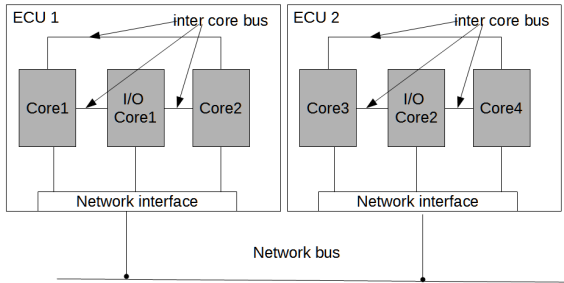 ECU 1
inter core bus
ECU 2
inter core bus
Core1
I/O
Core1
Core2
Core3
I/O
Core2
Core4
Network interface
Network interface
Network bus